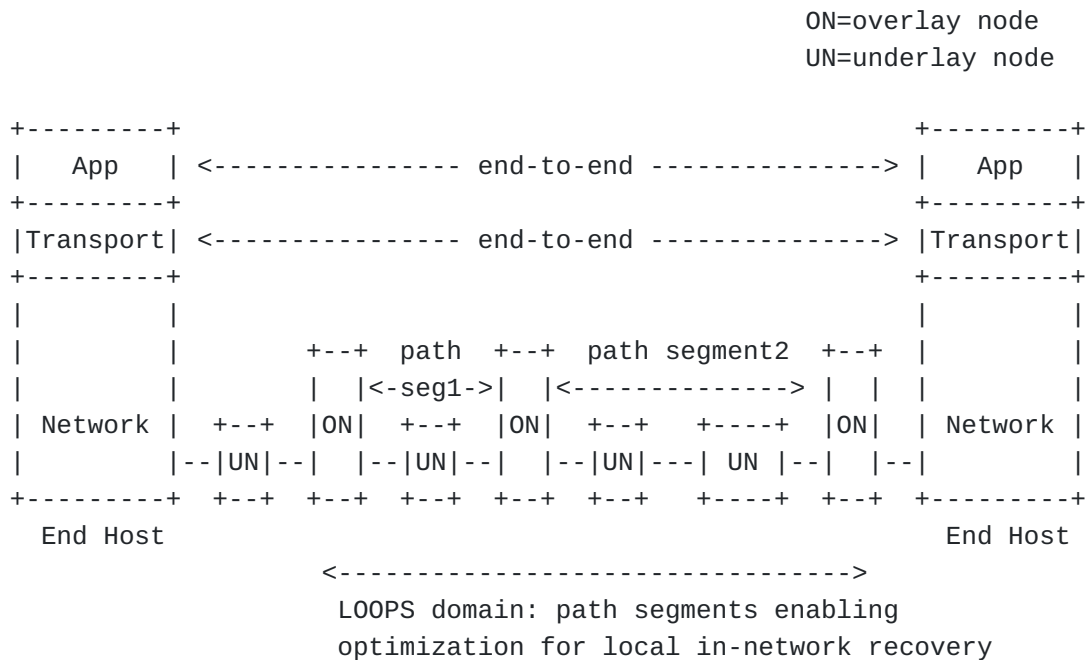 ON=overlay node
                                                   UN=underlay node

+---------+                                               +---------+
|   App   | <---------------- end-to-end ---------------> |   App   |
+---------+                                               +---------+
|Transport| <---------------- end-to-end ---------------> |Transport|
+---------+                                               +---------+
|         |                                               |         |
|         |        +--+  path  +--+  path segment2  +--+  |         |
|         |        |  |<-seg1->|  |<--------------> |  |  |         |
| Network |  +--+  |ON|  +--+  |ON|  +--+   +----+  |ON|  | Network |
|         |--|UN|--|  |--|UN|--|  |--|UN|---| UN |--|  |--|         |
+---------+  +--+  +--+  +--+  +--+  +--+   +----+  +--+  +---------+
  End Host                                                  End Host
                    <--------------------------------->
                     LOOPS domain: path segments enabling
                     optimization for local in-network recovery